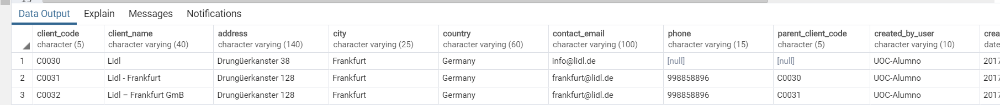 Data Output Explain Messages Notifications
client_code client_name address city country contact_email phone parent_client_code created_by_user
character (5) character varying (40) character varying (140) character varying (25) character varying (60) character varying (100) character varying (15) character (5) character varying (10) date
1 C0030 Lidl Drungüerkanster 38 Frankfurt Germany info@lidl.de [null] [null] UOC-Alumno 2017
2 C0031 Lidl - Frankfurt Drungüerkanster 128 Frankfurt Germany frankfurt@lidl.de 998858896 C0030 UOC-Alumno 2017
3 C0032 Lidl – Frankfurt GmB Drungüerkanster 128 Frankfurt Germany frankfurt@lidl.de 998858896 C0031 UOC-Alumno 2017